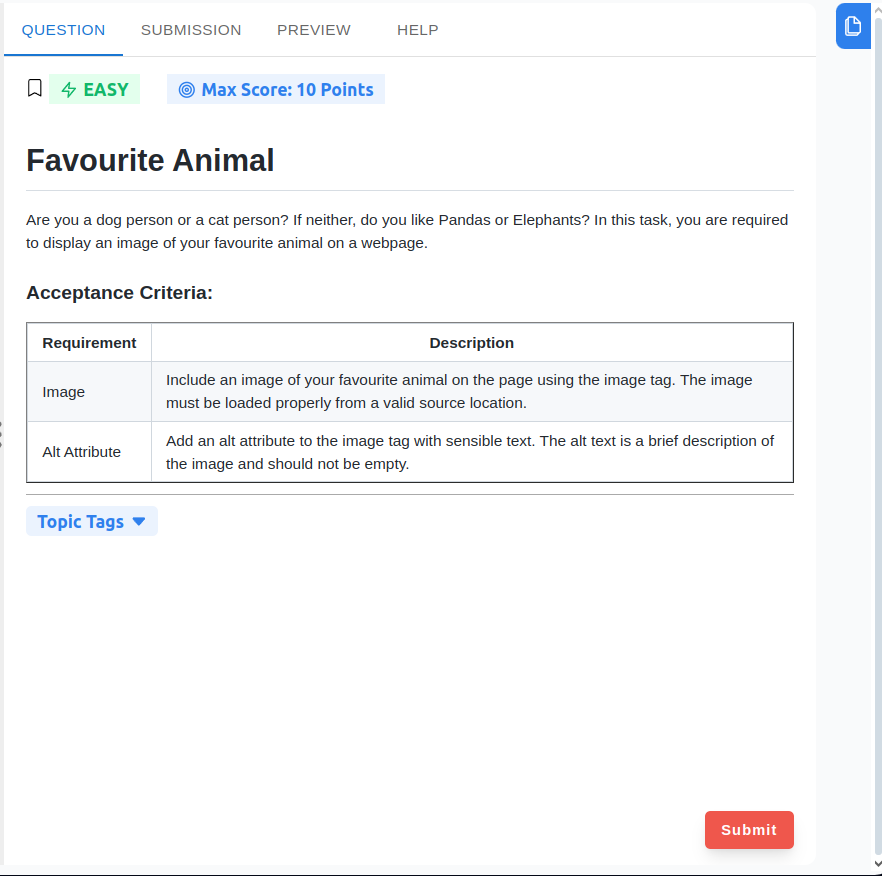 QUESTION SUBMISSION PREVIEW HELP
EASY Max Score: 10 Points
Favourite Animal
Are you a dog person or a cat person? If neither, do you like Pandas or Elephants? In this task, you are required
to display an image of your favourite animal on a webpage.
Acceptance Criteria:
Requirement Description
Image Include an image of your favourite animal on the page using the image tag. The image
must be loaded properly from a valid source location.
Alt Attribute Add an alt attribute to the image tag with sensible text. The alt text is a brief description of
the image and should not be empty.
Topic Tags
Submit